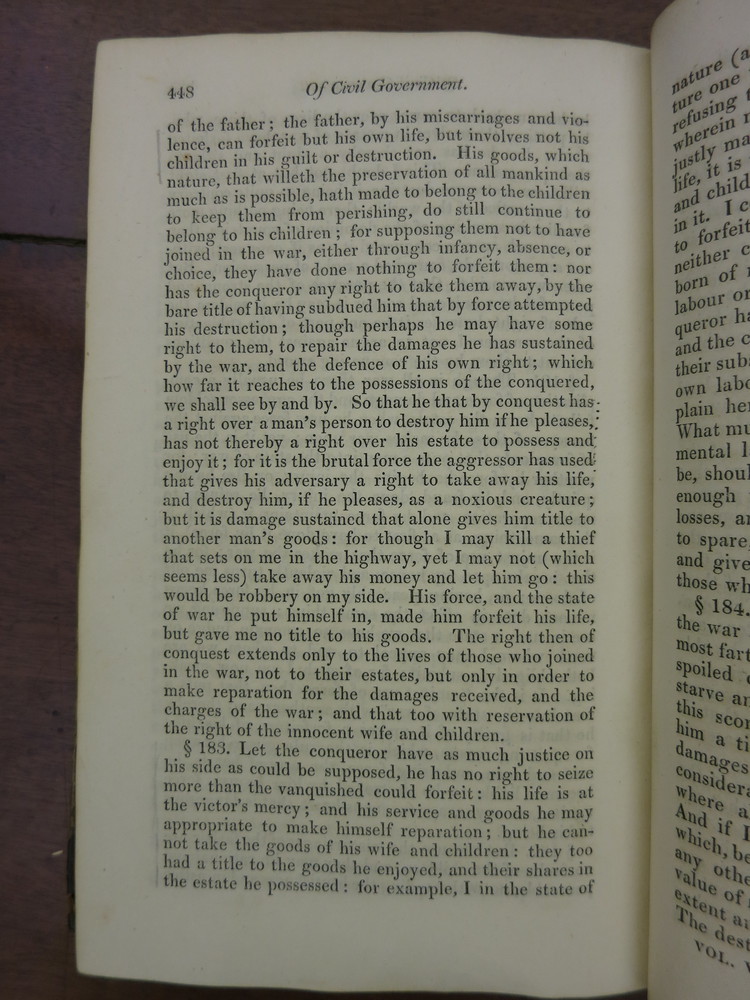 448
Of Civil Government.
of the father; the father, by his miscarriages and vio-
lence, can forfeit but his own life, but involves not his
children in his guilt or destruction. His goods, which
nature, that willeth the preservation of all mankind as
much as is possible, hath made to belong to the children
to keep them from perishing, do still continue to
belong to his children; for supposing them not to have
joined in the war, either through infancy, absence, or
choice, they have done nothing to forfeit them: nor
has the conqueror any right to take them away, by the
bare title of having subdued him that by force attempted
his destruction; though perhaps he may have some
right to them, to repair the damages he has sustained
by the war, and the defence of his own right; which
how far it reaches to the possessions of the conquered,
we shall see by and by. So that he that by conquest has
a right over a man's person to destroy him if he pleases,
has not thereby a right over his estate to possess and
enjoy it; for it is the brutal force the aggressor has used
that gives his adversary a right to take away his life,
and destroy him, if he pleases, as a noxious creature;
but it is damage sustained that alone gives him title to
another man's goods: for though I may kill a thief
that sets on me in the highway, yet I may not (which
seems less) take away his money and let him go: this
would be robbery on my side. His force, and the state
of war he put himself in, made him forfeit his life,
but gave me no title to his goods. The right then of
conquest extends only to the lives of those who joined
in the war, not to their estates, but only in order to
make reparation for the damages received, and the
charges of the war; and that too with reservation of
the right of the innocent wife and children.
§ 183. Let the conqueror have as much justice on
his side as could be supposed, he has no right to seize
more than the vanquished could forfeit: his life is at
the victor's mercy; and his service and goods he may
appropriate to make himself reparation; but he can-
not take the goods of his wife and children: they too
had a title to the goods he enjoyed, and their shares in
the estate he possessed: for example, I in the state of
nature (a
ture one
refusing
wherein
justly ma
life, it is
and child
in it. I c
to forfeit
neither c
born of
labour or
queror ha
and the c
their sub
own labo
plain her
What mu
mental l
be, shoul
enough
losses, a
to spare
and give
those wh
§ 184.
the war
most fart
spoiled
starve an
this scor
him a ti
damages
considera
where a
And if I
which, be
any othe
value of
extent a
The dest
VOL. V